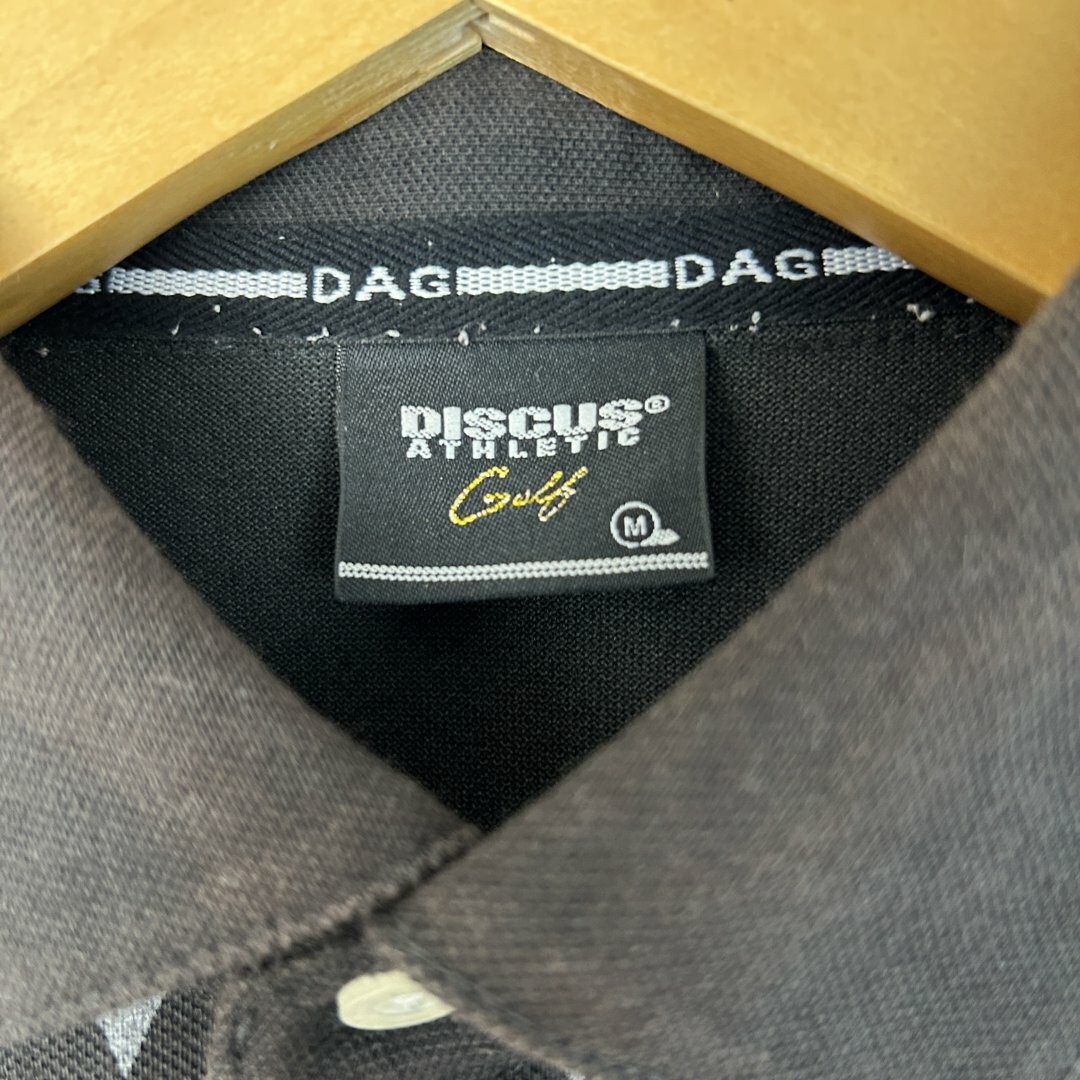 DAG DAG
DISCUS®
ATHLETIC
Golf
M